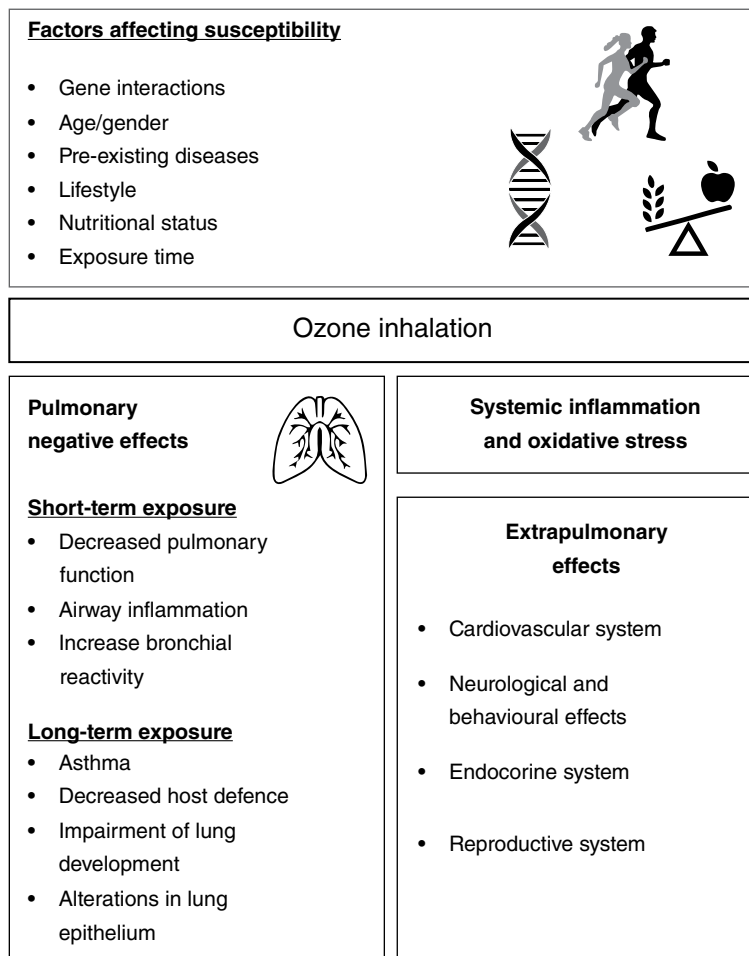 Factors affecting susceptibility
• Gene interactions
• Age/gender
• Pre-existing diseases
• Lifestyle
• Nutritional status
• Exposure time
Ozone inhalation
Pulmonary
negative effects
Short-term exposure
• Decreased pulmonary
function
• Airway inflammation
• Increase bronchial
reactivity
Long-term exposure
• Asthma
• Decreased host defence
• Impairment of lung
development
• Alterations in lung
epithelium
Systemic inflammation
and oxidative stress
Extrapulmonary
effects
• Cardiovascular system
• Neurological and
behavioural effects
• Endocorine system
• Reproductive system